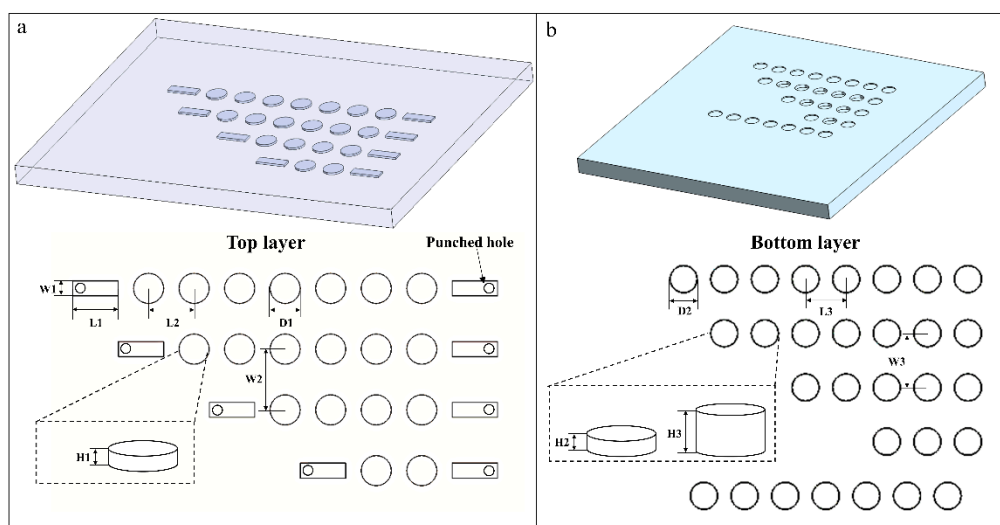 a
b
Top layer
Punched hole
W1
L1
L2
D1
W2
H1
Bottom layer
D2
L3
W3
H2
H3